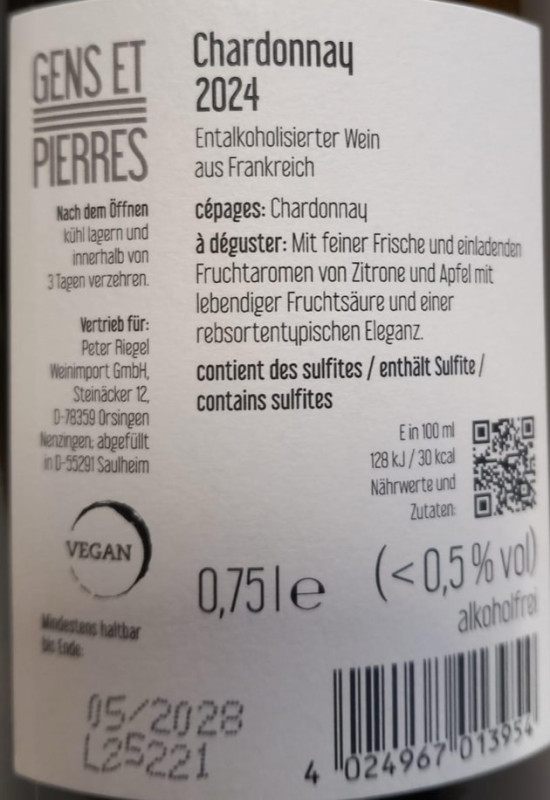 GENS ET
PIERRES
Nach dem Öffnen
kühl lagern und
innerhalb von
3 Tagen verzehren.
Vertrieb für:
Peter Riegel
Weinimport GmbH,
Steinäcker 12,
D-78359 Orsingen
Nenzingen; abgefüllt
in D-55291 Saulheim
VEGAN
Mindestens haltbar
bis Ende:
05/2028
L25221
Chardonnay
2024
Entalkoholisierter Wein
aus Frankreich
cépages: Chardonnay
à déguster: Mit feiner Frische und einladenden
Fruchtaromen von Zitrone und Apfel mit
lebendiger Fruchtsäure und einer
rebsortentypischen Eleganz.
contient des sulfites / enthält Sulfite /
contains sulfites
E in 100 ml
128 kJ / 30 kcal
Nährwerte und
Zutaten:
0,75 l e
(< 0,5 % vol)
alkoholfrei
4 024967 013954